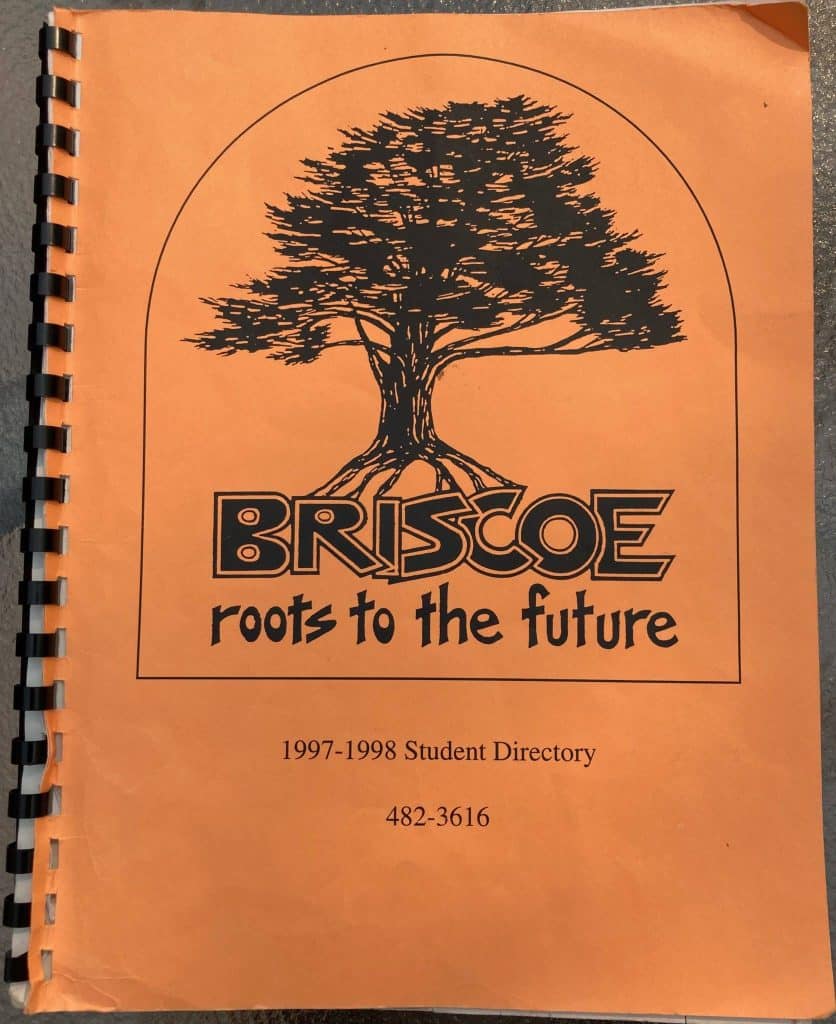 BRISCOE
roots to the future
1997-1998 Student Directory
482-3616